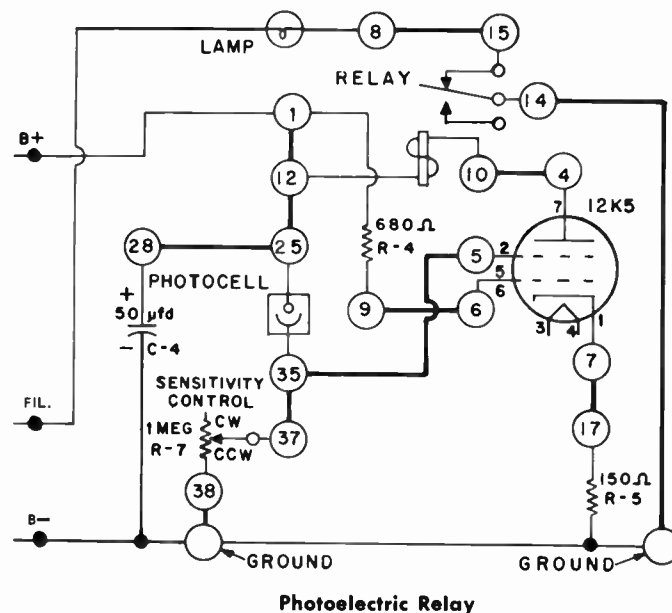 LAMP
8
15
RELAY
14
1
B+
12
10
4
7
12K5
680Ω
R-4
28
25
5
2
5
6
PHOTOCELL
+
50 µfd
- C-4
9
6
3
4
1
35
7
SENSITIVITY
CONTROL
FIL.
1 MEG
R-7
CW
CCW
37
17
38
150Ω
R-5
B-
GROUND
GROUND
Photoelectric Relay